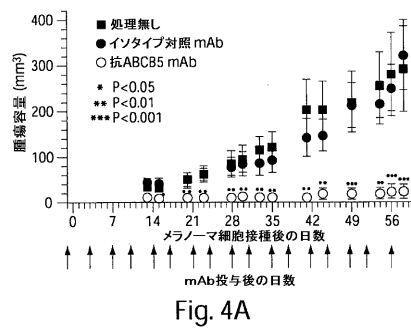 ■ 処理無し
● イソタイプ対照 mAb
○ 抗ABCB5 mAb
* P<0.05
** P<0.01
*** P<0.001
腫瘍容量 (mm³)
400
300
200
100
0
0 7 14 21 28 35 42 49 56
メラノーマ細胞接種後の日数
mAb投与後の日数
Fig. 4A